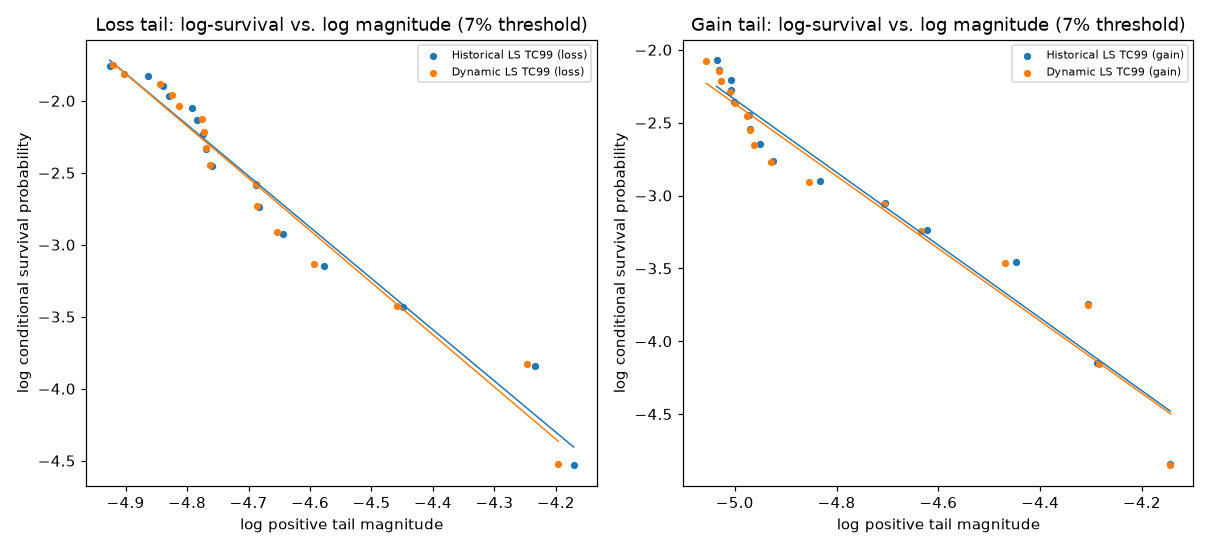 Loss tail: log-survival vs. log magnitude (7% threshold)
Historical LS TC99 (loss)
Dynamic LS TC99 (loss)
−2.0
−2.5
−3.0
−3.5
−4.0
−4.5
log conditional survival probability
−4.9
−4.8
−4.7
−4.6
−4.5
−4.4
−4.3
−4.2
log positive tail magnitude
Gain tail: log-survival vs. log magnitude (7% threshold)
Historical LS TC99 (gain)
Dynamic LS TC99 (gain)
−2.0
−2.5
−3.0
−3.5
−4.0
−4.5
log conditional survival probability
−5.0
−4.8
−4.6
−4.4
−4.2
log positive tail magnitude